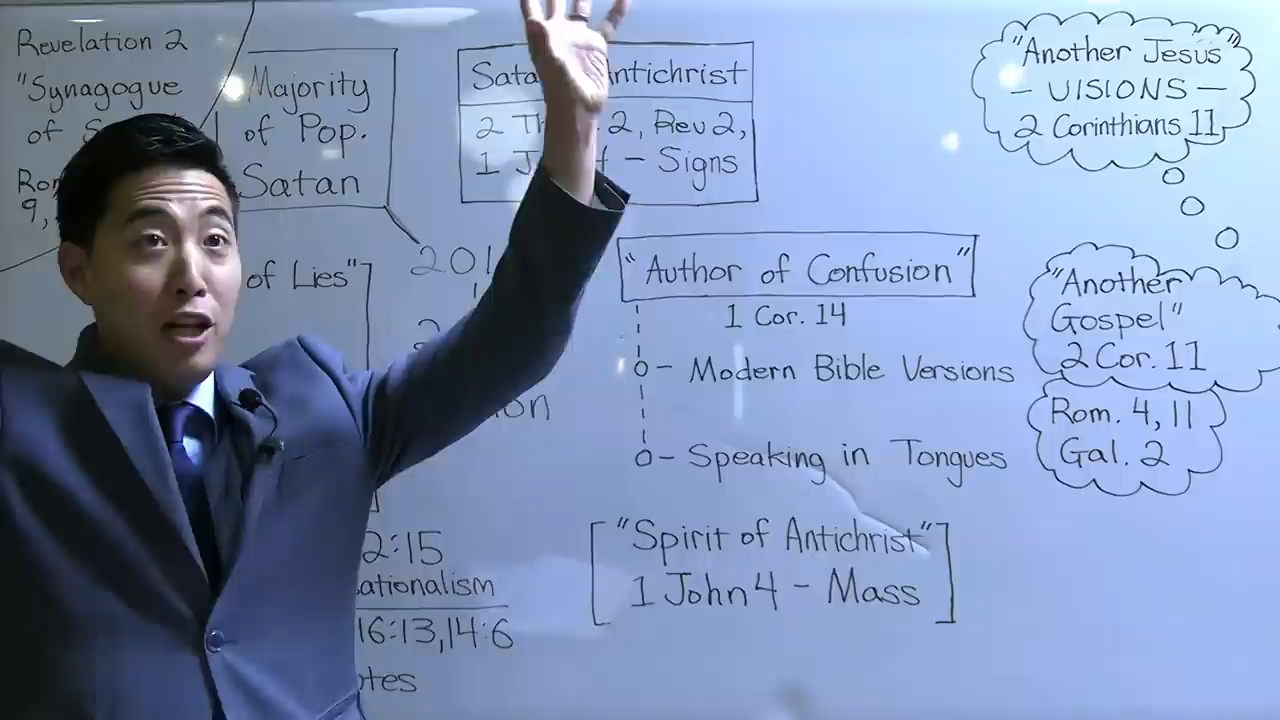 Revelation 2
"Synagogue
of
9,
Majority
of Pop.
Satan
of Lies"
Antichrist
2 2, Rev 2,
1 - Signs
201
"Author of Confusion"
1 Cor. 14
- Modern Bible Versions
- Speaking in Tongues
"Spirit of Antichrist"
1 John 4 - Mass
2:15
ationalism
16:13, 14:6
otes
"Another Jesus"
- VISIONS -
2 Corinthians 11
"Another
Gospel"
2 Cor. 11
Rom. 4, 11
Gal. 2